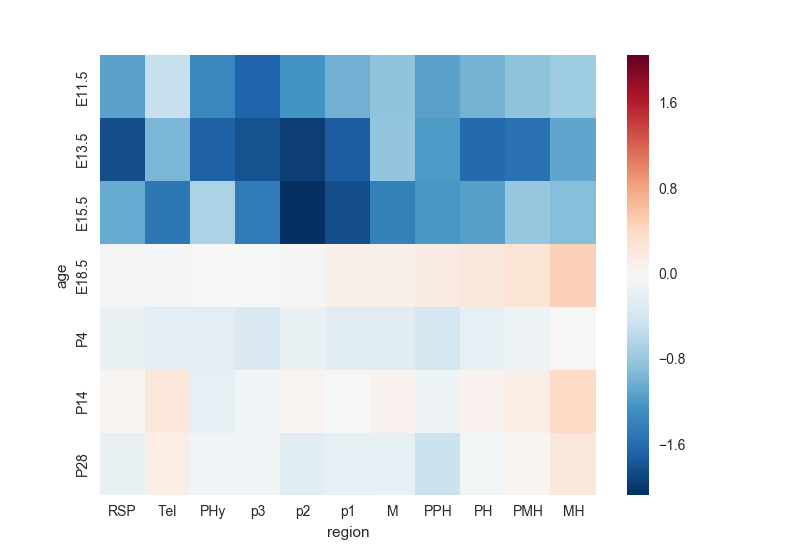 E11.5
E13.5
E15.5
E18.5
P4
P14
P28
age
RSP Tel PHy p3 p2 p1 M PPH PH PMH MH
region
1.6
0.8
0.0
−0.8
−1.6